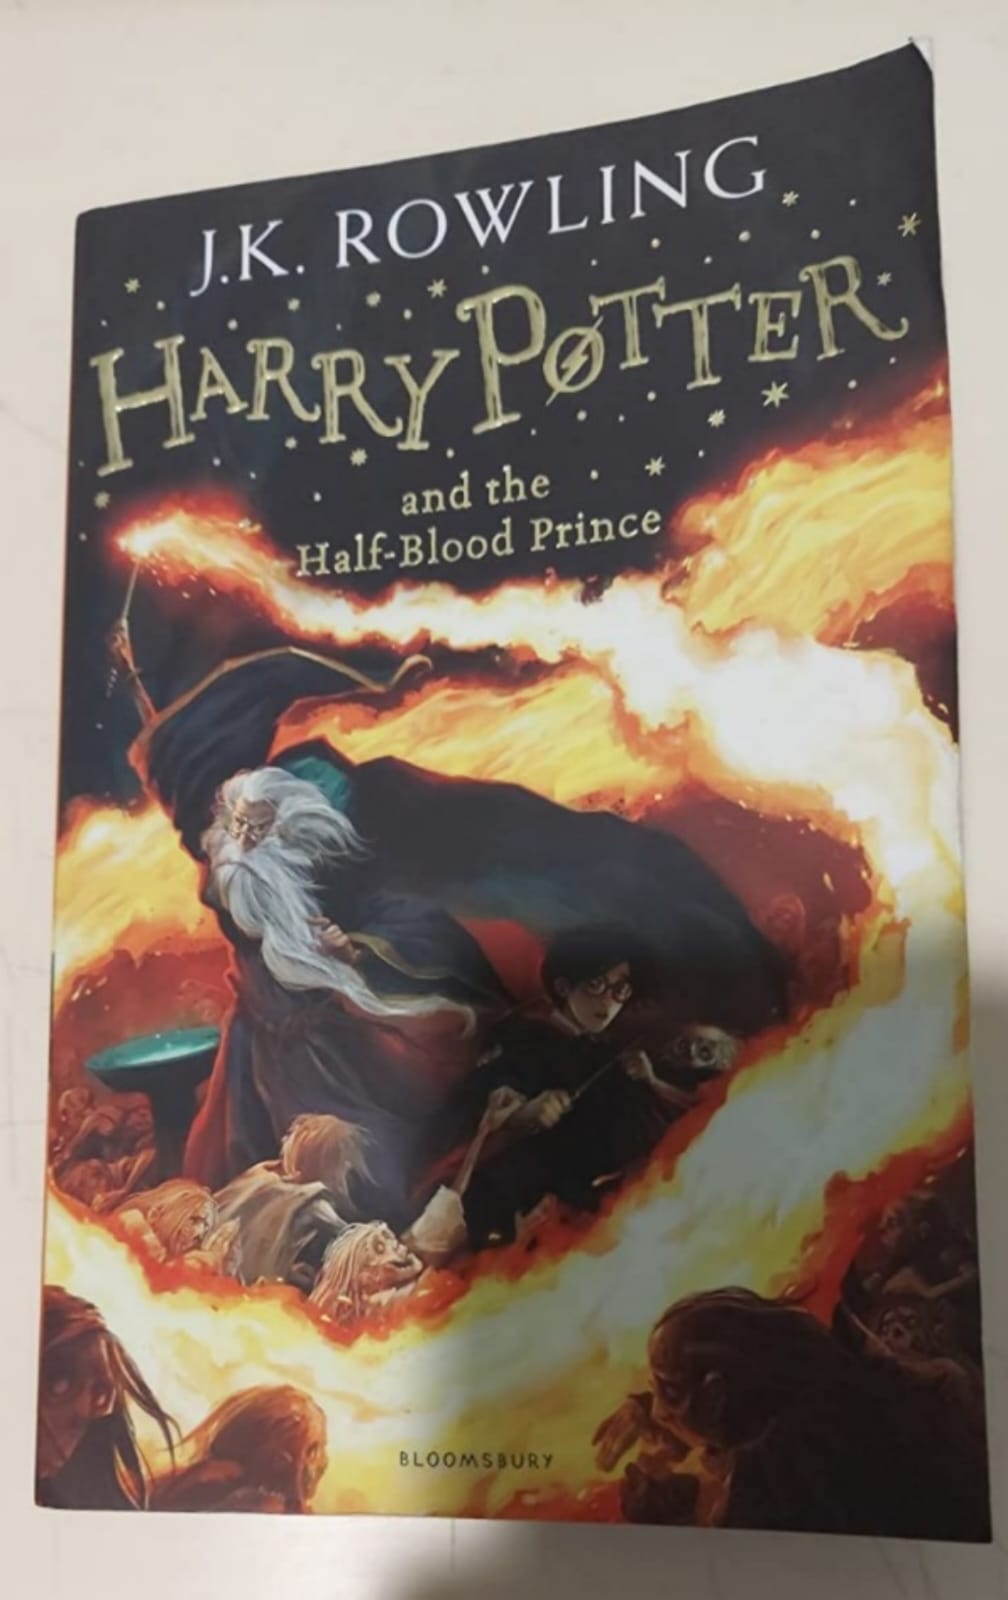 J.K. ROWLING
HARRY POTTER
and the
Half-Blood Prince
BLOOMSBURY